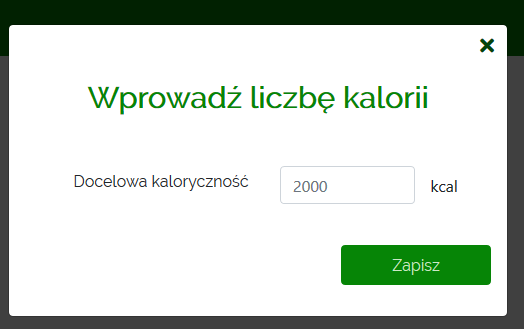 Wprowadź liczbę kalorii
Docelowa kaloryczność 2000 kcal
Zapisz